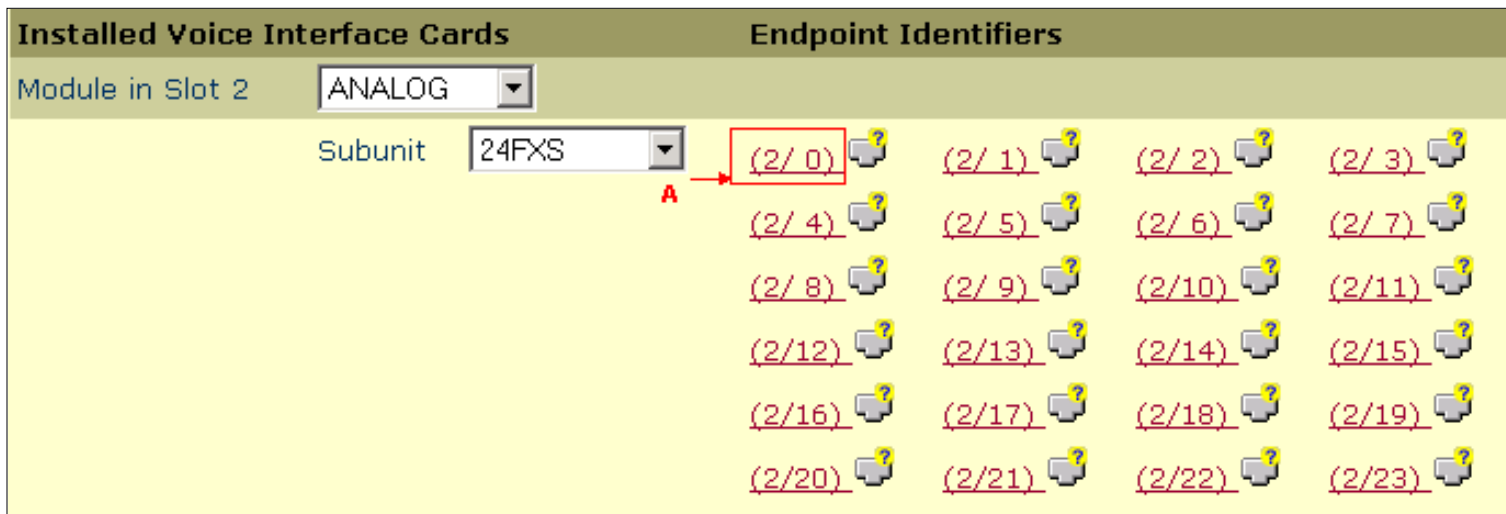 Installed Voice Interface Cards Endpoint Identifiers
Module in Slot 2 ANALOG
Subunit 24FXS (2/ 0) ? (2/ 1) ? (2/ 2) ? (2/ 3) ?
A
(2/ 4) ? (2/ 5) ? (2/ 6) ? (2/ 7) ?
(2/ 8) ? (2/ 9) ? (2/10) ? (2/11) ?
(2/12) ? (2/13) ? (2/14) ? (2/15) ?
(2/16) ? (2/17) ? (2/18) ? (2/19) ?
(2/20) ? (2/21) ? (2/22) ? (2/23) ?